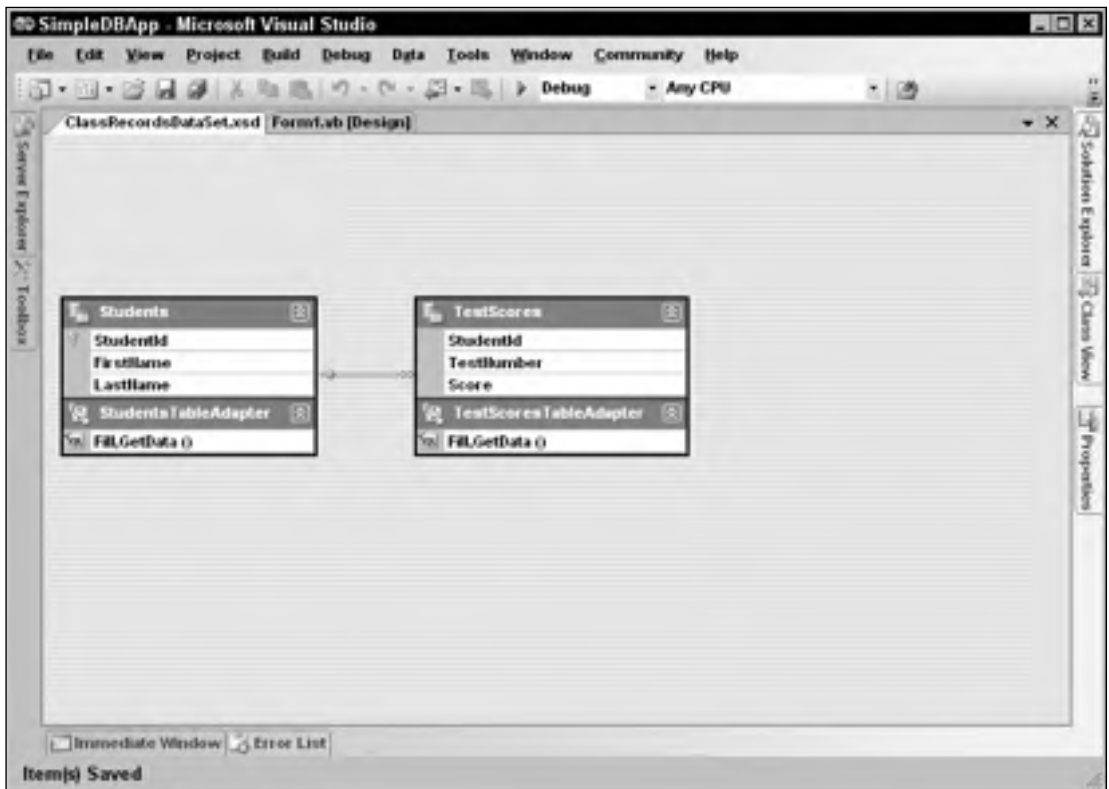 SimpleDBApp - Microsoft Visual Studio
File Edit View Project Build Debug Data Tools Window Community Help
Debug Any CPU
ClassRecordsDataSet.xsd Form1.vb [Design]
Server Explorer
Toolbox
Students
StudentId
FirstName
LastName
StudentsTableAdapter
Fill,GetData ()
TestScores
StudentId
TestNumber
Score
TestScoresTableAdapter
Fill,GetData ()
Solution Explorer
Class View
Properties
Immediate Window Error List
Item(s) Saved